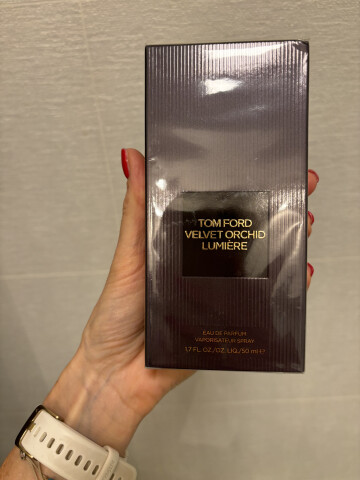 TOM FORD
VELVET ORCHID
LUMIÈRE
EAU DE PARFUM
VAPORISATEUR SPRAY
1.7 FL.OZ./OZ.LIQ./50 ml ℮